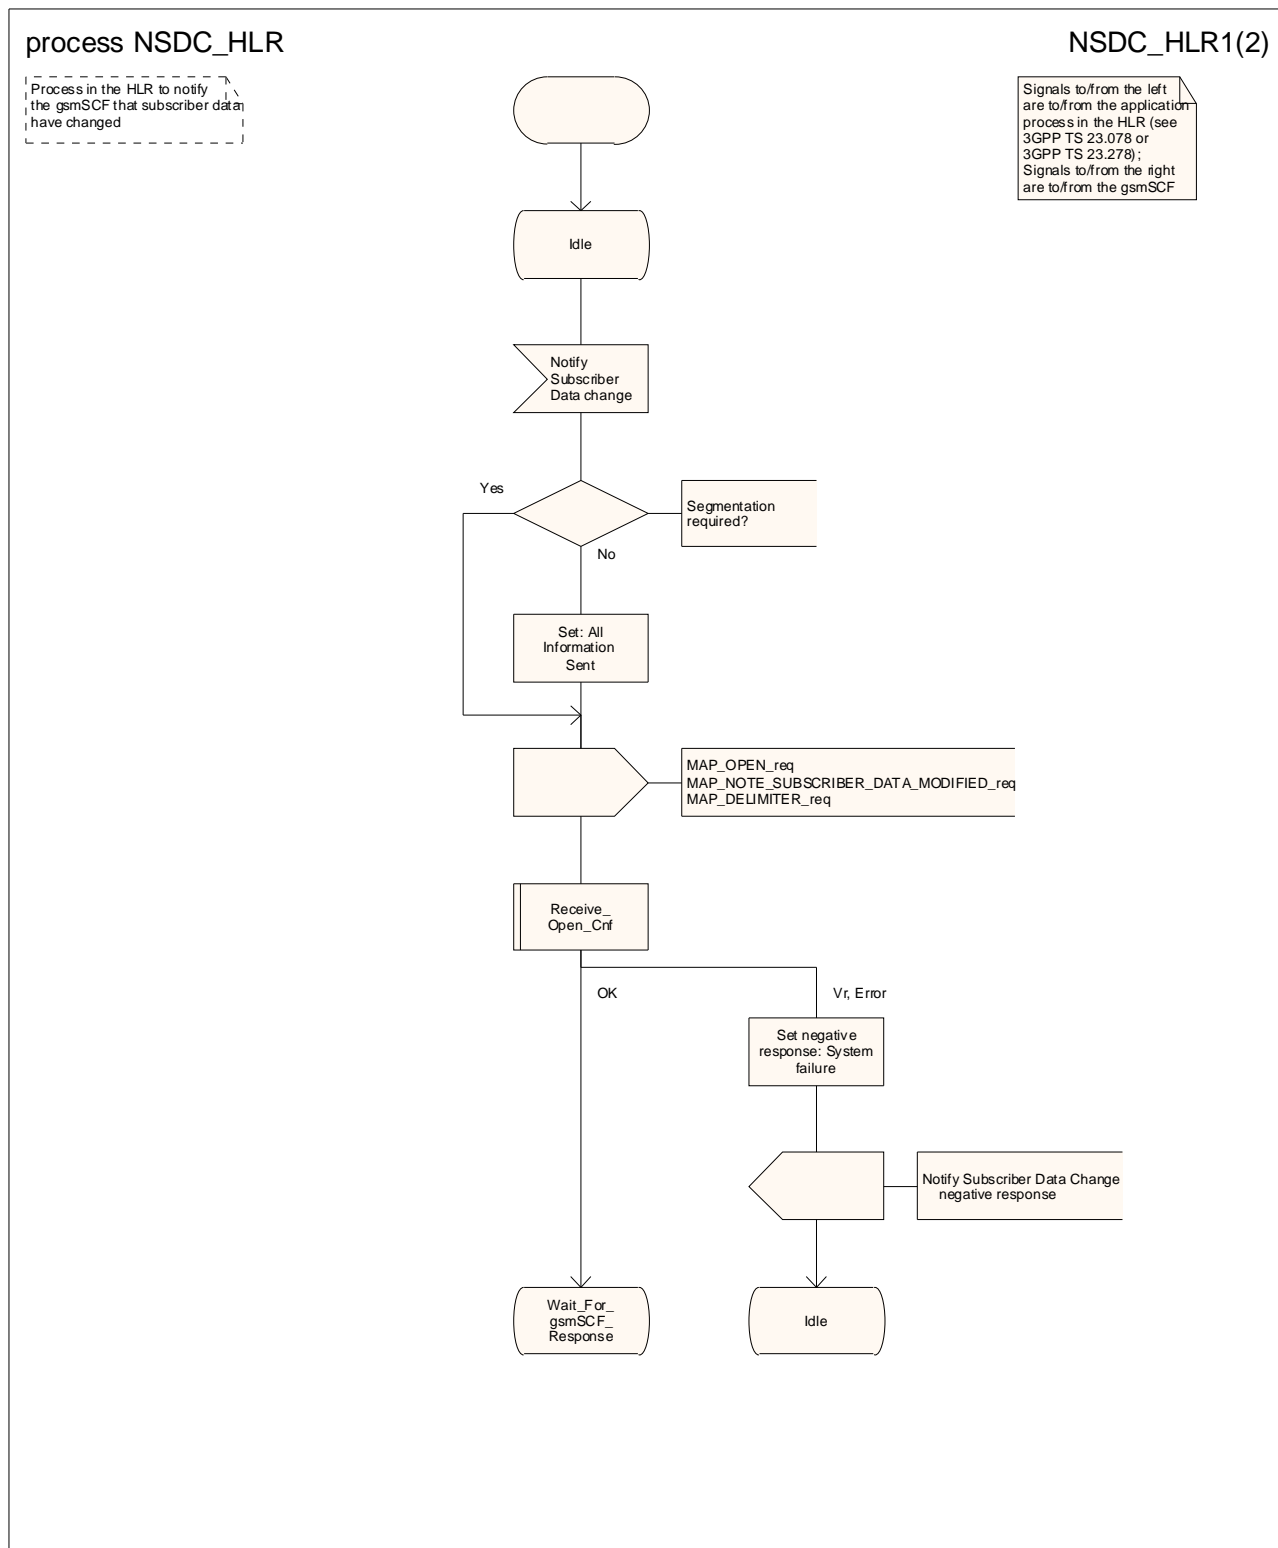 process NSDC_HLR
NSDC_HLR1(2)
Process in the HLR to notify
the gsmSCF that subscriber data
have changed
Signals to/from the left
are to/from the application
process in the HLR (see
3GPP TS 23.078 or
3GPP TS 23.278);
Signals to/from the right
are to/from the gsmSCF
Idle
Notify
Subscriber
Data change
Yes
Segmentation
required?
No
Set: All
Information
Sent
MAP_OPEN_req
MAP_NOTE_SUBSCRIBER_DATA_MODIFIED_req
MAP_DELIMITER_req
Receive_
Open_Cnf
OK
Vr, Error
Set negative
response: System
failure
Notify Subscriber Data Change
negative response
Wait_For_
gsmSCF_
Response
Idle